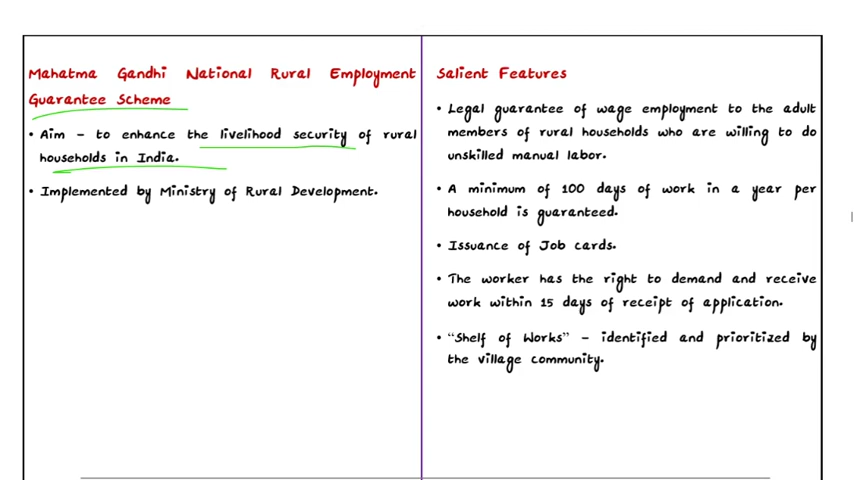 Mahatma Gandhi National Rural Employment
Guarantee Scheme
• Aim – to enhance the livelihood security of rural
households in India.
• Implemented by Ministry of Rural Development.
Salient Features
• Legal guarantee of wage employment to the adult
members of rural households who are willing to do
unskilled manual labor.
• A minimum of 100 days of work in a year per
household is guaranteed.
• Issuance of Job cards.
• The worker has the right to demand and receive
work within 15 days of receipt of application.
• “Shelf of Works” – identified and prioritized by
the village community.